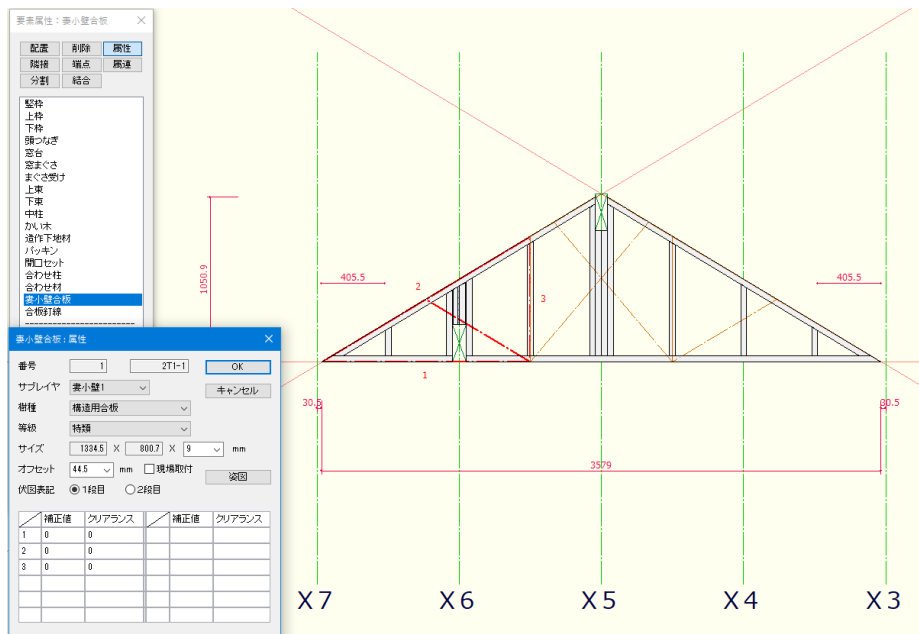 要素属性：妻小壁合板
配置 削除 属性
隣接 端点 属連
分割 結合
竪枠
上枠
下枠
頭つなぎ
窓台
窓まぐさ
まぐさ受け
上束
下束
中柱
かい木
造作下地材
パッキン
開口セット
合わせ柱
合わせ材
妻小壁合板
合板釘線
妻小壁合板：属性
番号 1 2T1-1 OK
サブレイヤ 妻小壁1 キャンセル
樹種 構造用合板
等級 特類
サイズ 1334.5 X 800.7 X 9 mm
オフセット 44.5 mm 現場取付 姿図
伏図表記 1段目 2段目
補正値 クリアランス 補正値 クリアランス
1 0 0
2 0 0
3 0 0
1050.9
405.5
405.5
2
3
1
30.5
30.5
3579
X7 X6 X5 X4 X3